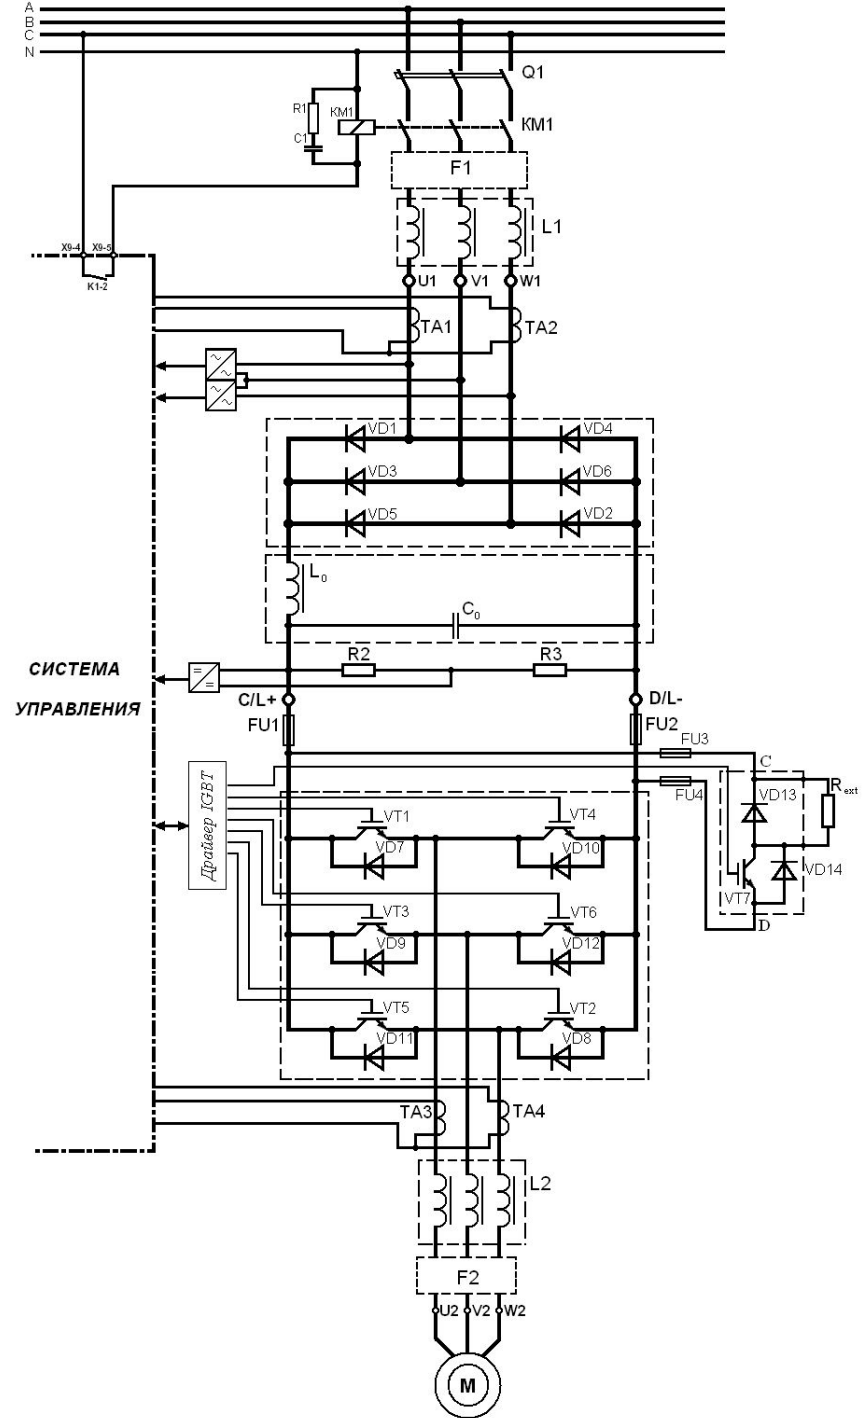 A
B
C
N
Q1
R1
KM1
C1
KM1
F1
L1
X9-4
X9-5
K1-2
U1
V1
W1
TA1
TA2
VD1
VD4
VD3
VD6
VD5
VD2
L0
C0
R2
R3
СИСТЕМА
УПРАВЛЕНИЯ
C/L+
D/L-
FU1
FU2
FU3
C
FU4
VD13
Rext
Драйвер IGBT
VT1
VT4
VD7
VD10
VD14
VT7
D
VT3
VT6
VD9
VD12
VT5
VT2
VD11
VD8
TA3
TA4
L2
F2
U2
V2
W2
M